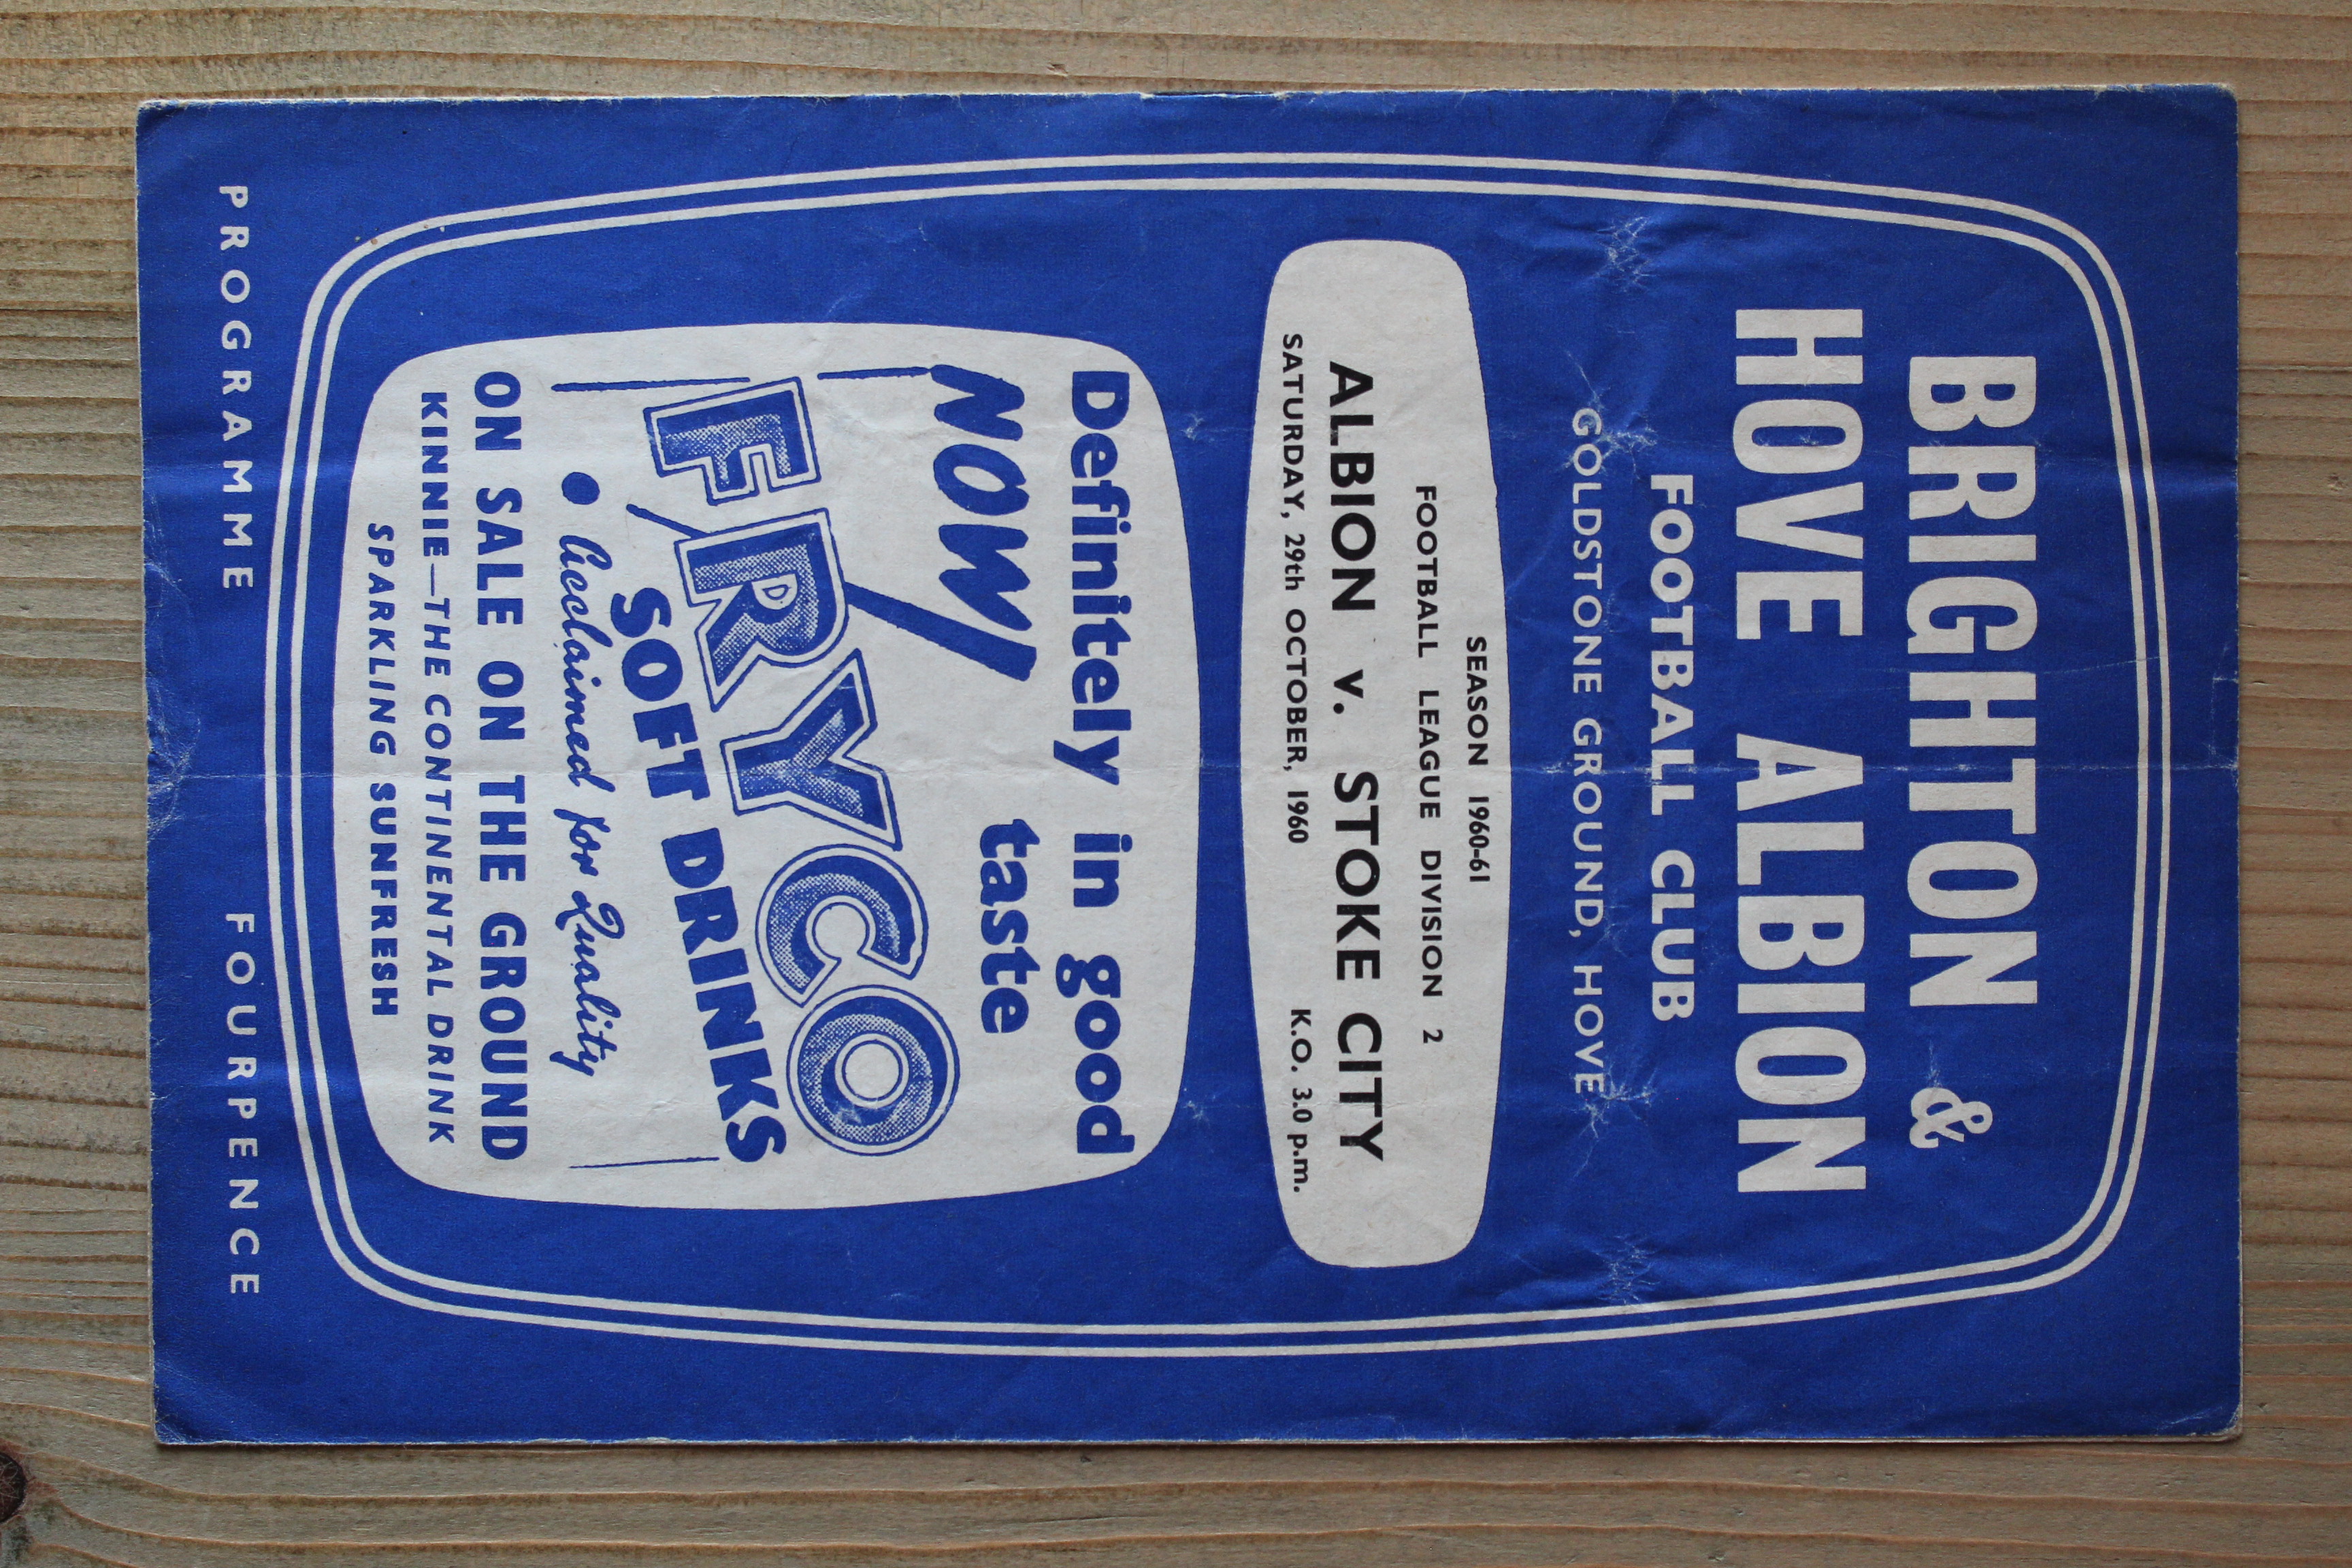 BRIGHTON &
HOVE ALBION
FOOTBALL CLUB
GOLDSTONE GROUND, HOVE
SEASON 1960-61
FOOTBALL LEAGUE DIVISION 2
ALBION v. STOKE CITY
SATURDAY, 29th OCTOBER, 1960 K.O. 3.0 p.m.
Definitely in good
taste
NOW
FRYCO
SOFT DRINKS
• Acclaimed for Quality
ON SALE ON THE GROUND
KINNIE—THE CONTINENTAL DRINK
SPARKLING SUNFRESH
PROGRAMME FOURPENCE